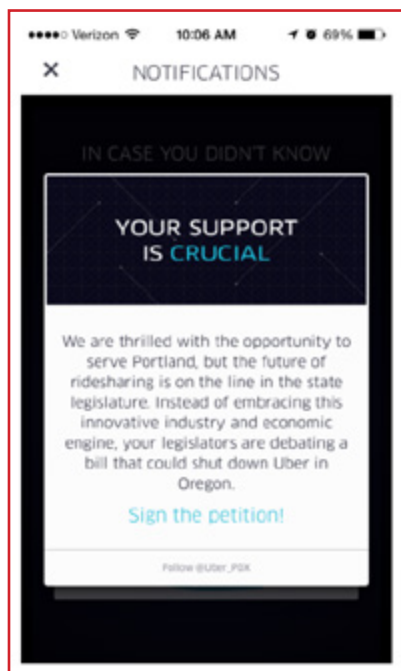 Verizon 10:06 AM 69%
× NOTIFICATIONS
IN CASE YOU DIDN'T KNOW
YOUR SUPPORT
IS CRUCIAL
We are thrilled with the opportunity to
serve Portland, but the future of
ridesharing is on the line in the state
legislature. Instead of embracing this
innovative industry and economic
engine, your legislators are debating a
bill that could shut down Uber in
Oregon.
Sign the petition!
Follow @Uber_PDX